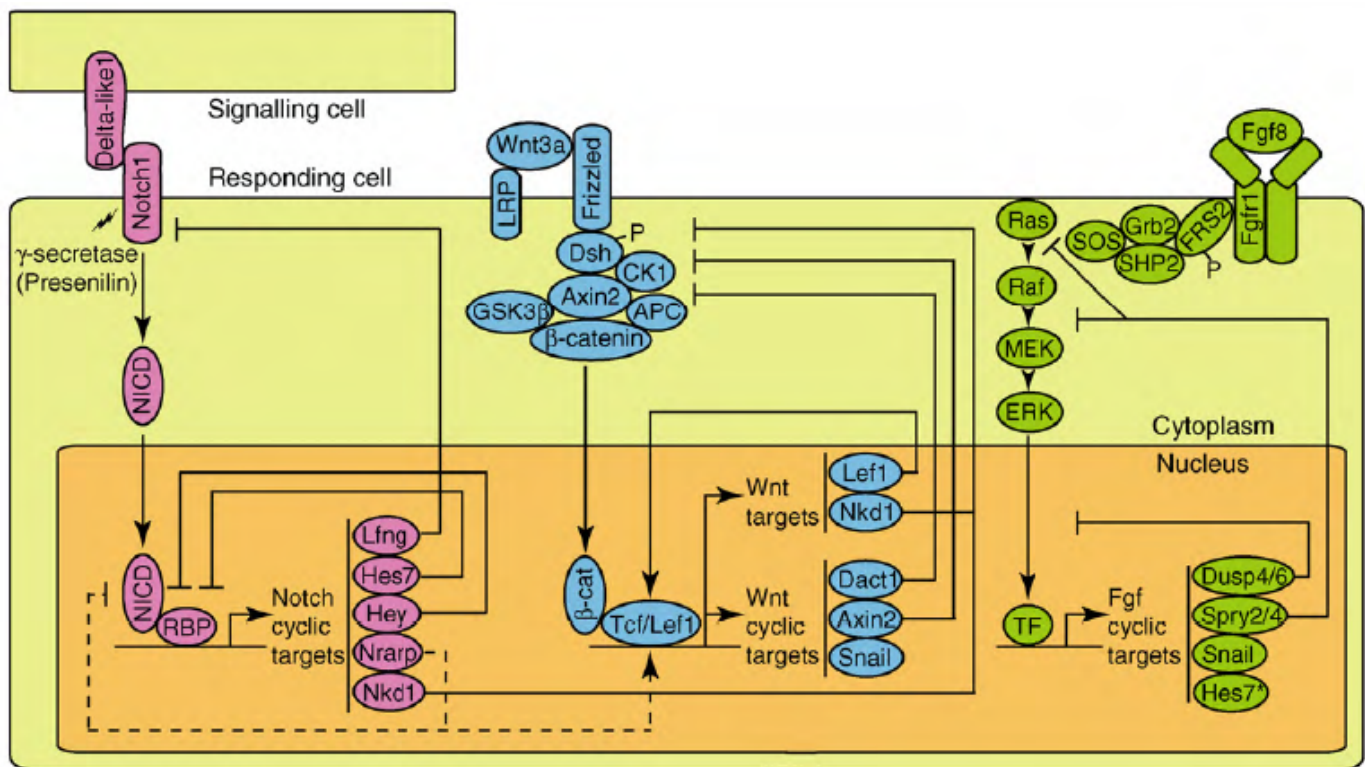 Delta-like1
Signalling cell
Notch1
Responding cell
γ-secretase
(Presenilin)
NICD
NICD
RBP
Notch
cyclic
targets
Lfng
Hes7
Hey
Nrarp
Nkd1
Wnt3a
LRP
Frizzled
Dsh
P
CK1
Axin2
GSK3β
APC
β-catenin
β-cat
Tcf/Lef1
Wnt
targets
Lef1
Nkd1
Wnt
cyclic
targets
Dact1
Axin2
Snail
Fgf8
Fgfr1
FRS2
P
Grb2
SHP2
SOS
Ras
Raf
MEK
ERK
Cytoplasm
Nucleus
TF
Fgf
cyclic
targets
Dusp4/6
Spry2/4
Snail
Hes7*